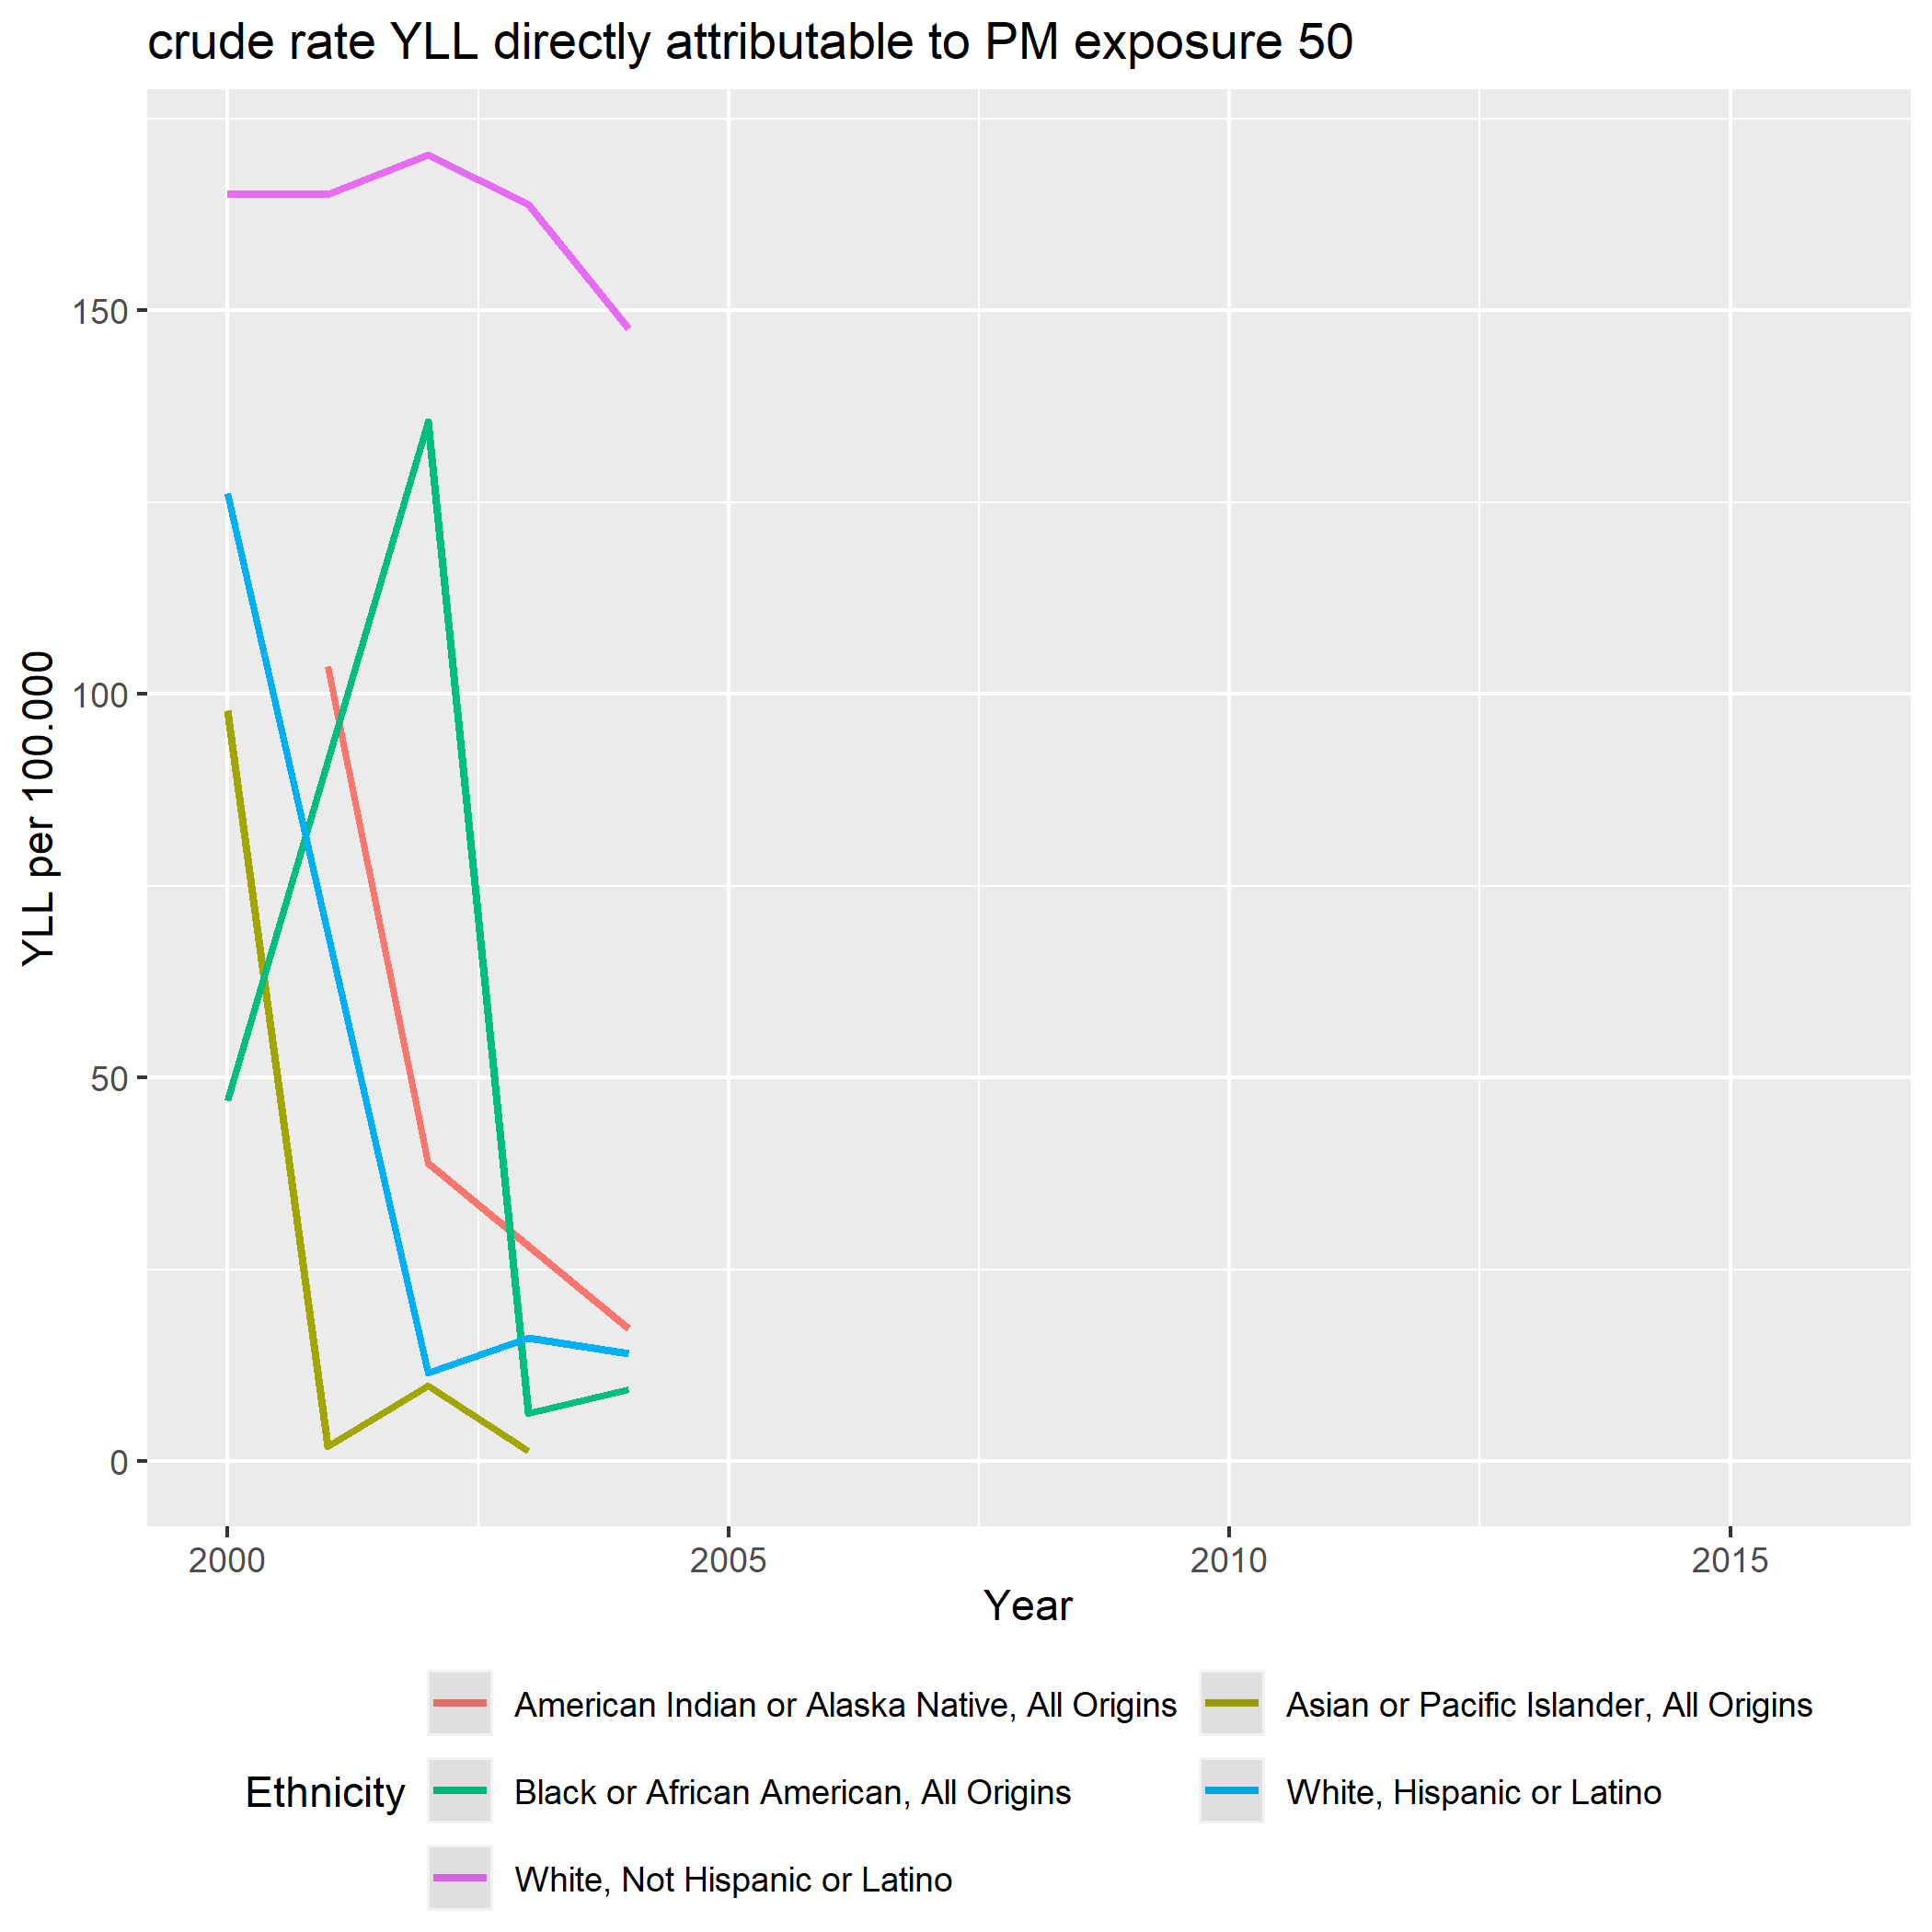 crude rate YLL directly attributable to PM exposure 50
YLL per 100.000
150
100
50
0
2000 2005 2010 2015
Year
Ethnicity
American Indian or Alaska Native, All Origins
Asian or Pacific Islander, All Origins
Black or African American, All Origins
White, Hispanic or Latino
White, Not Hispanic or Latino